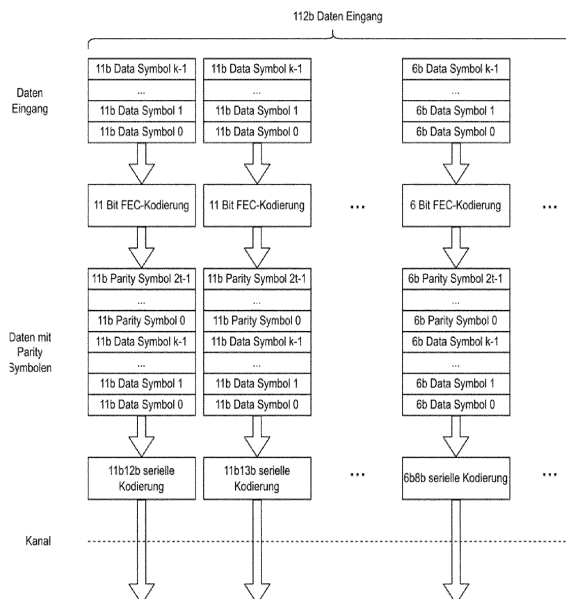 112b Daten Eingang
Daten
Eingang
11b Data Symbol k-1
...
11b Data Symbol 1
11b Data Symbol 0
11b Data Symbol k-1
...
11b Data Symbol 1
11b Data Symbol 0
6b Data Symbol k-1
...
6b Data Symbol 1
6b Data Symbol 0
11 Bit FEC-Kodierung
11 Bit FEC-Kodierung
...
6 Bit FEC-Kodierung
...
Daten mit
Parity
Symbolen
11b Parity Symbol 2t-1
...
11b Parity Symbol 0
11b Data Symbol k-1
...
11b Data Symbol 1
11b Data Symbol 0
11b Parity Symbol 2t-1
...
11b Parity Symbol 0
11b Data Symbol k-1
...
11b Data Symbol 1
11b Data Symbol 0
6b Parity Symbol 2t-1
...
6b Parity Symbol 0
6b Data Symbol k-1
...
6b Data Symbol 1
6b Data Symbol 0
11b12b serielle
Kodierung
11b13b serielle
Kodierung
...
6b8b serielle Kodierung
...
Kanal